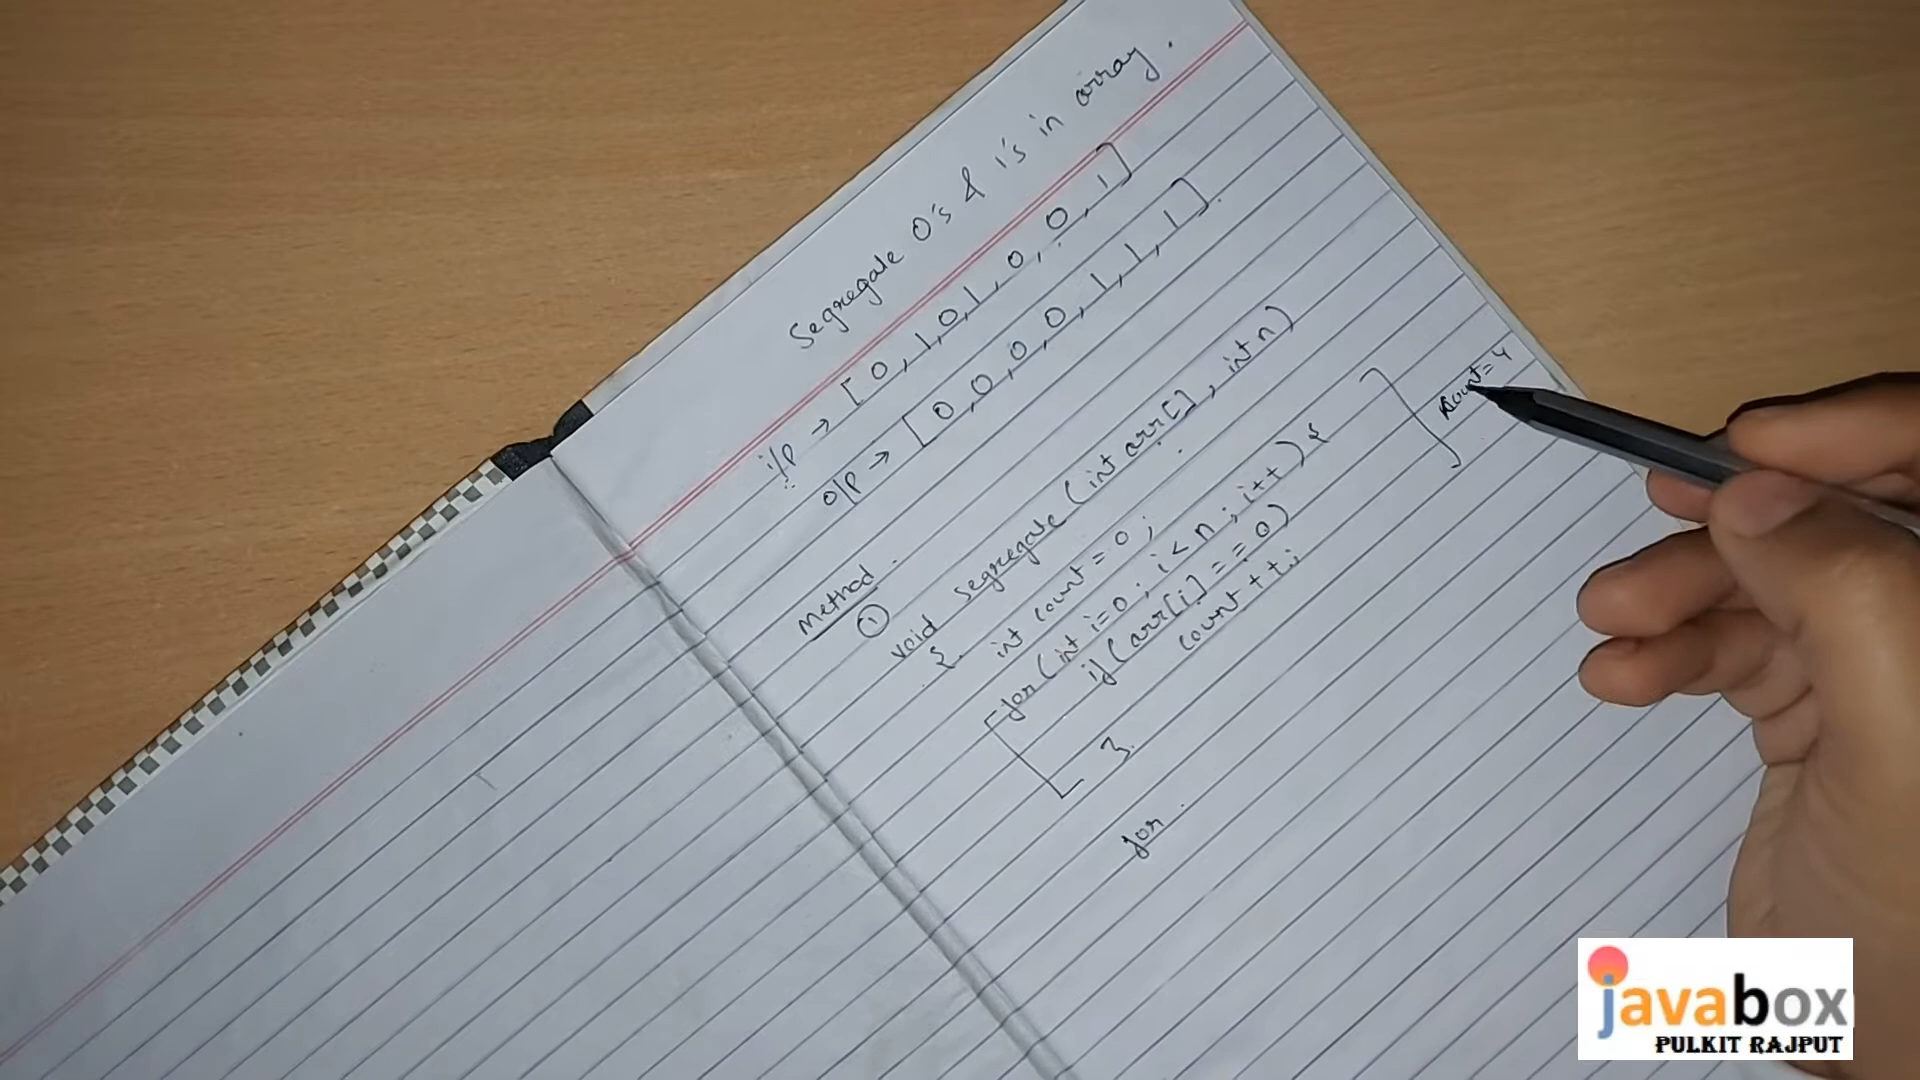 Segregate 0's & 1's in array.
i/p → [0, 1, 0, 1, 0, 0, 1]
o/p → [0, 0, 0, 0, 1, 1, 1].
Method
①
void segregate (int arr[], int n)
{ int count = 0;
for (int i=0; i<n; i++) {
if (arr[i] == 0)
count++;
}
count = 4
for
javabox
PULKIT RAJPUT